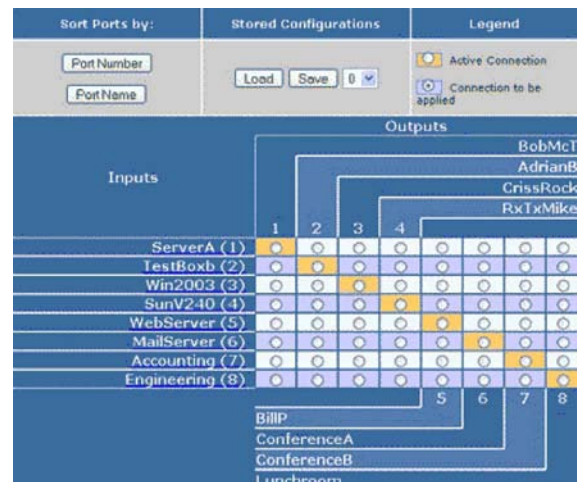 Sort Ports by:
Stored Configurations
Legend
Port Number
Port Name
Load Save 0
Active Connection
Connection to be
applied
Outputs
Inputs
BobMcT
AdrianB
CrissRock
RxTxMike
1 2 3 4
ServerA (1)
TestBoxb (2)
Win2003 (3)
SunV240 (4)
WebServer (5)
MailServer (6)
Accounting (7)
Engineering (8)
5 6 7 8
BillP
ConferenceA
ConferenceB
Lunchroom